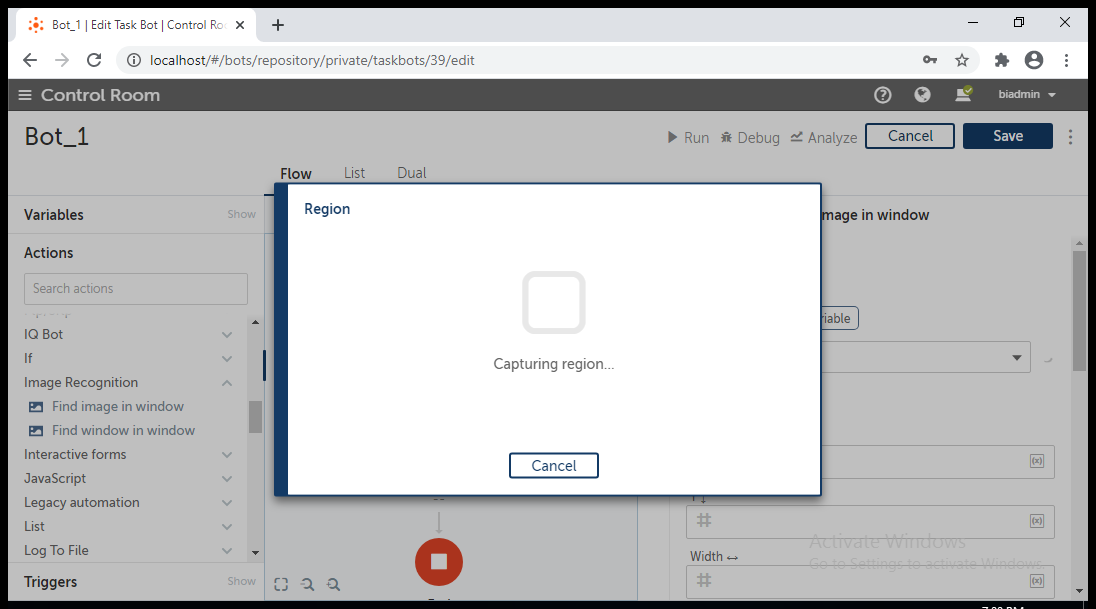 Bot_1 | Edit Task Bot | Control Ro
localhost/#/bots/repository/private/taskbots/39/edit
Control Room
biadmin
Bot_1
Run
Debug
Analyze
Cancel
Save
Flow
List
Dual
Variables
Show
Actions
Search actions
IQ Bot
If
Image Recognition
Find image in window
Find window in window
Interactive forms
JavaScript
Legacy automation
List
Log To File
Triggers
Show
Region
Capturing region...
Cancel
mage in window
riable
(x)
(x)
Width
(x)
Activate Windows
Go to Settings to activate Windows.